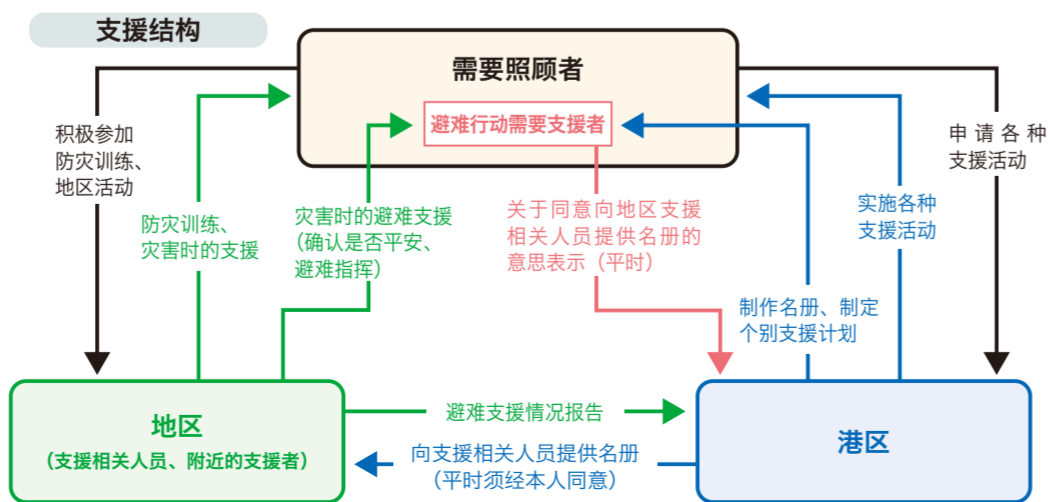 支援结构
需要照顾者
避难行动需要支援者
积极参加
防灾训练、
地区活动
防灾训练、
灾害时的支援
灾害时的避难支援
（确认是否平安、
避难指挥）
关于同意向地区支援
相关人员提供名册的
意思表示（平时）
制作名册、制定
个别支援计划
实施各种
支援活动
申请各种
支援活动
地区
（支援相关人员、附近的支援者）
避难支援情况报告
向支援相关人员提供名册
（平时须经本人同意）
港区